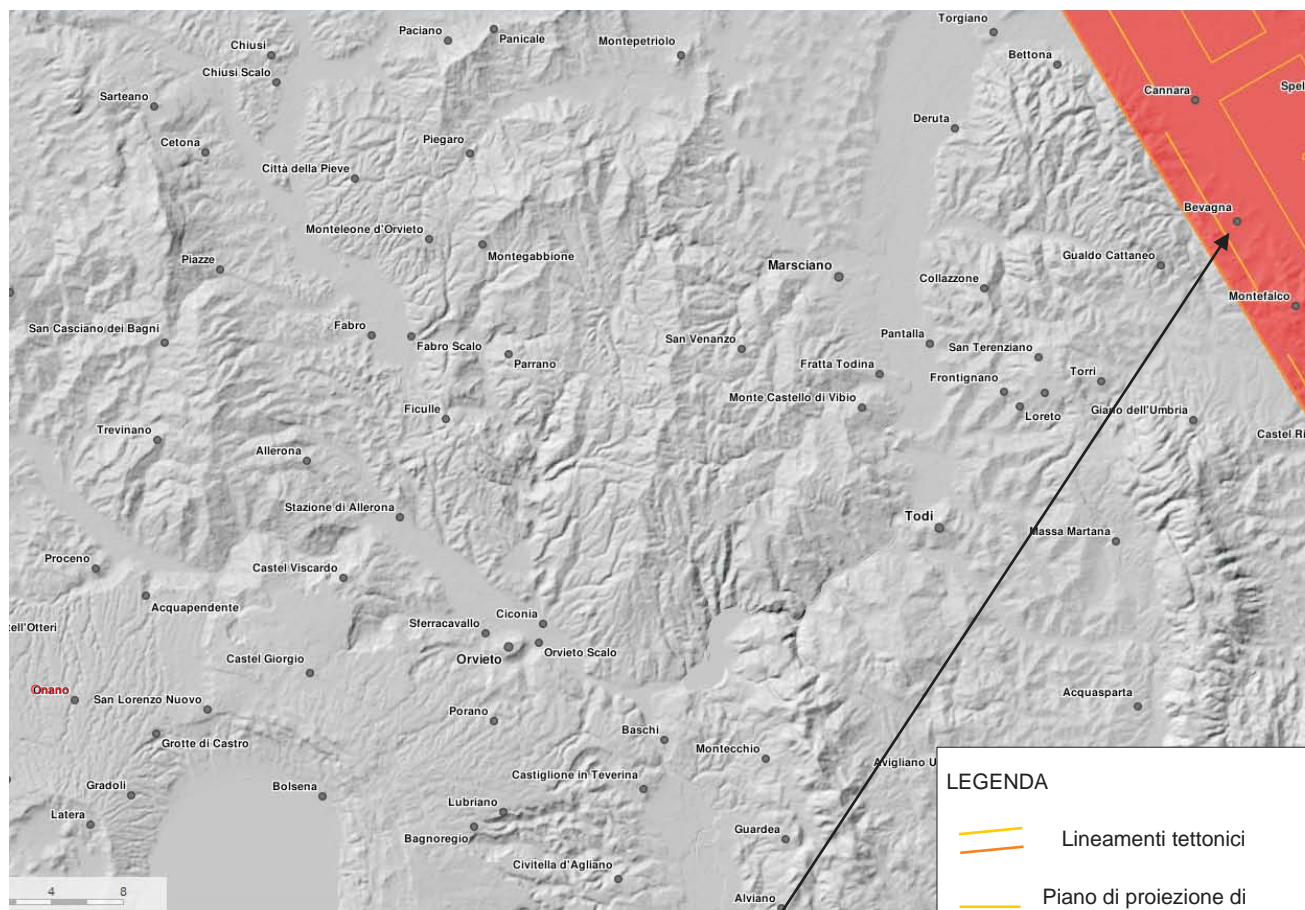 Torgiano
Paciano
Panicale
Chiusi
Montepetriolo
Bettona
Chiusi Scalo
Cannara
Spel
Sarteano
Deruta
Piegaro
Cetona
Città della Pieve
Bevagna
Monteleone d'Orvieto
Montegabbione
Gualdo Cattaneo
Piazze
Marsciano
Collazzone
Montefalco
San Casciano dei Bagni
Fabro
Fabro Scalo
San Venanzo
Pantalla
San Terenziano
Parrano
Fratta Todina
Frontignano
Torri
Monte Castello di Vibio
Ficulle
Loreto
Giano dell'Umbria
Trevinano
Castel Ri
Allerona
Stazione di Allerona
Todi
Massa Martana
Proceno
Castel Viscardo
Acquapendente
Ciconia
Sferracavallo
tell'Otteri
Orvieto
Orvieto Scalo
Castel Giorgio
Onano
San Lorenzo Nuovo
Acquasparta
Porano
Baschi
Grotte di Castro
Montecchio
Avigliano U
Castiglione in Teverina
LEGENDA
Gradoli
Bolsena
Lubriano
Latera
Bagnoregio
Guardea
Lineamenti tettonici
Civitella d'Agliano
4 8
Alviano
Piano di proiezione di